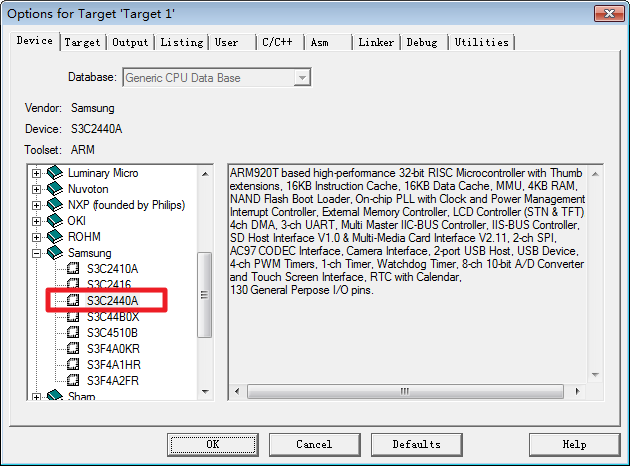 Options for Target 'Target 1'
Device Target Output Listing User C/C++ Asm Linker Debug Utilities
Database: Generic CPU Data Base
Vendor: Samsung
Device: S3C2440A
Toolset: ARM
Luminary Micro
Nuvoton
NXP (founded by Philips)
OKI
ROHM
Samsung
S3C2410A
S3C2416
S3C2440A
S3C44B0X
S3C4510B
S3F4A0KR
S3F4A1HR
S3F4A2FR
Sharp
ARM920T based high-performance 32-bit RISC Microcontroller with Thumb
extensions, 16KB Instruction Cache, 16KB Data Cache, MMU, 4KB RAM,
NAND Flash Boot Loader, On-chip PLL with Clock and Power Management
Interrupt Controller, External Memory Controller, LCD Controller (STN & TFT)
4ch DMA, 3-ch UART, Multi Master IIC-BUS Controller, IIS-BUS Controller,
SD Host Interface V1.0 & Multi-Media Card Interface V2.11, 2-ch SPI,
AC97 CODEC Interface, Camera Interface, 2-port USB Host, USB Device,
4-ch PWM Timers, 1-ch Timer, Watchdog Timer, 8-ch 10-bit A/D Converter
and Touch Screen Interface, RTC with Calendar,
130 General Perpose I/O pins.
OK Cancel Defaults Help